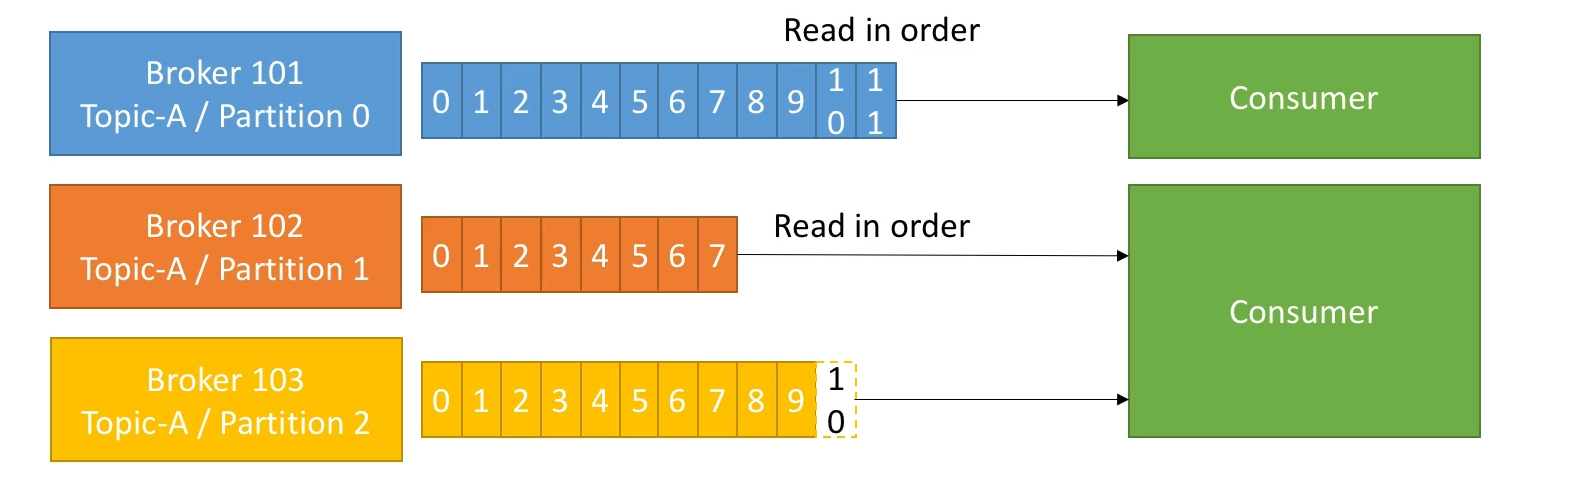 Read in order
Broker 101
Topic-A / Partition 0
0 1 2 3 4 5 6 7 8 9 10 11
Consumer
Broker 102
Topic-A / Partition 1
0 1 2 3 4 5 6 7
Read in order
Consumer
Broker 103
Topic-A / Partition 2
0 1 2 3 4 5 6 7 8 9 10